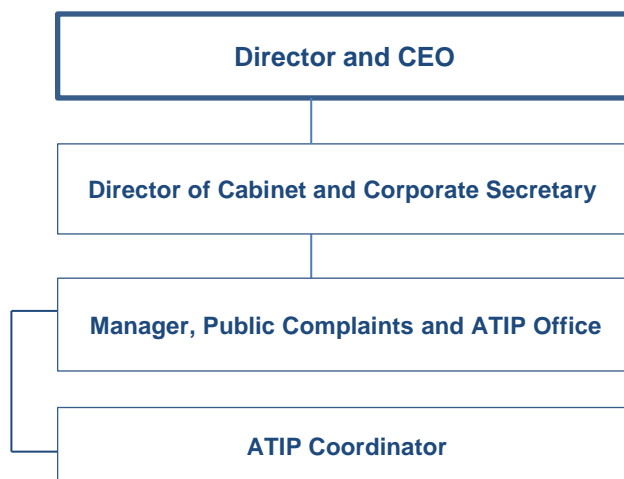 Director and CEO
Director of Cabinet and Corporate Secretary
Manager, Public Complaints and ATIP Office
ATIP Coordinator